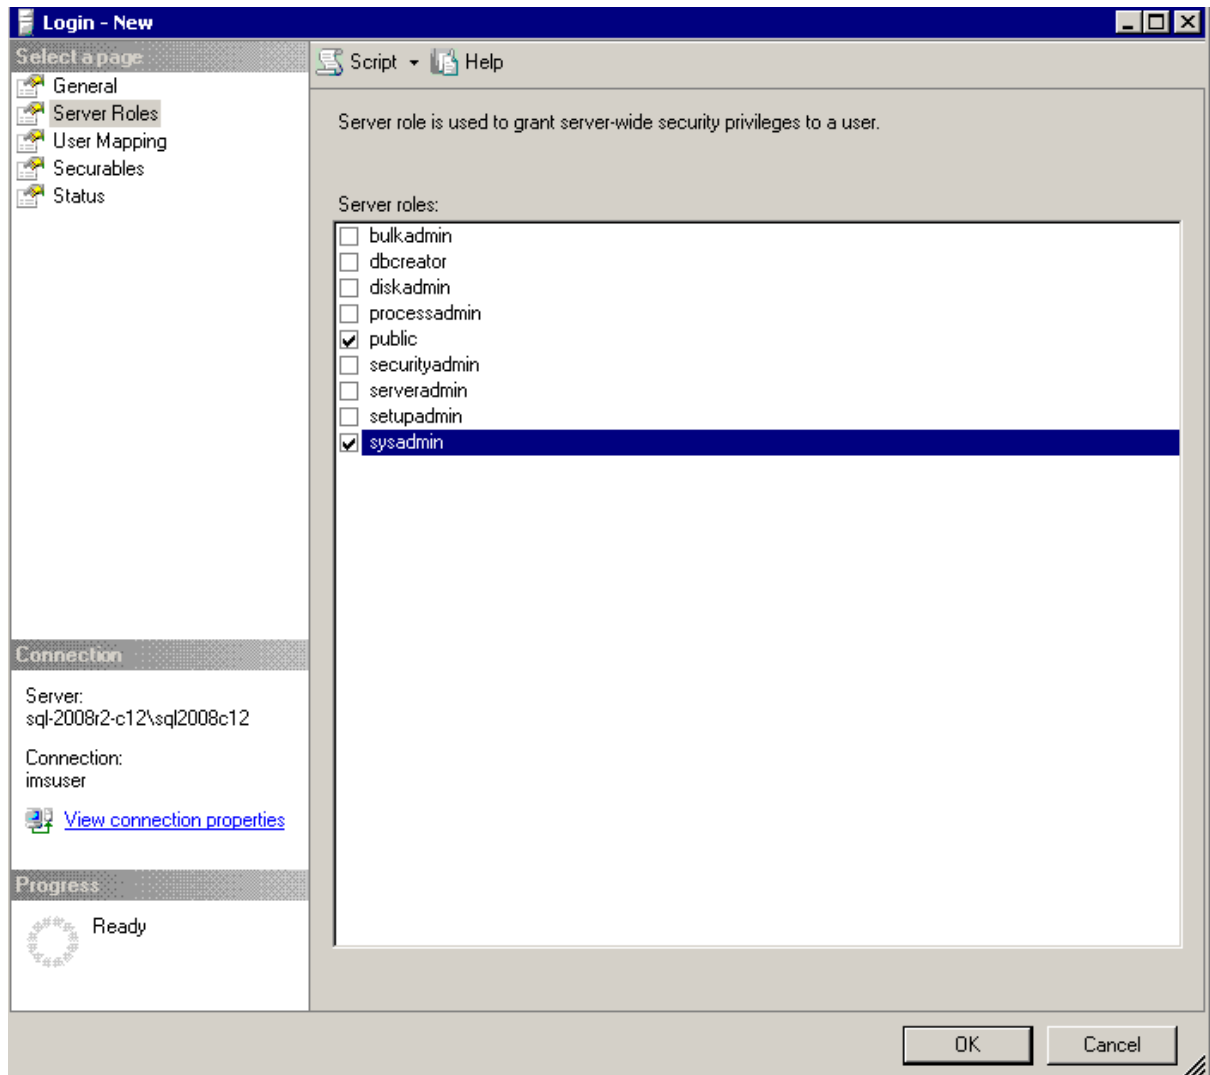 Login - New
Select a page
General
Server Roles
User Mapping
Securables
Status
Script Help
Server role is used to grant server-wide security privileges to a user.
Server roles:
bulkadmin
dbcreator
diskadmin
processadmin
public
securityadmin
serveradmin
setupadmin
sysadmin
Connection
Server:
sql-2008r2-c12\sql2008c12
Connection:
imsuser
View connection properties
Progress
Ready
OK Cancel